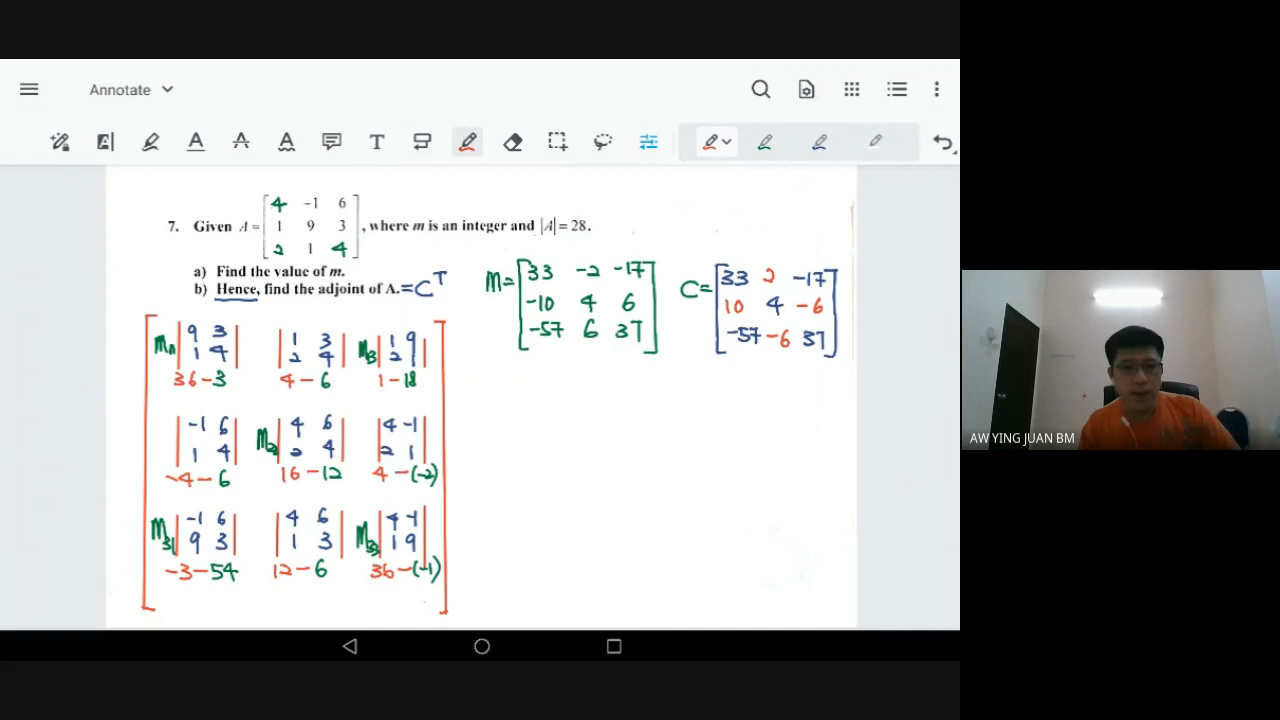 Annotate
7. Given A = [4 -1 6
1 9 3
2 1 4], where m is an integer and |A| = 28.
a) Find the value of m.
b) Hence, find the adjoint of A. = C^T
M = [33 -2 -17
-10 4 6
-57 6 37]
C = [33 2 -17
10 4 -6
-57 -6 37]
M11 |9 3 | |1 3| M13 |1 9|
|1 4| |2 4| |2 1|
36-3 4-6 1-18
|-1 6| M22 |4 6| |4 -1|
|1 4| |2 4| |2 1|
-4-6 16-12 4-(-2)
M31 |-1 6| |4 6| M33 |4 -1|
|9 3| |1 3| |1 9|
-3-54 12-6 36-(-1)
AW YING JUAN BM